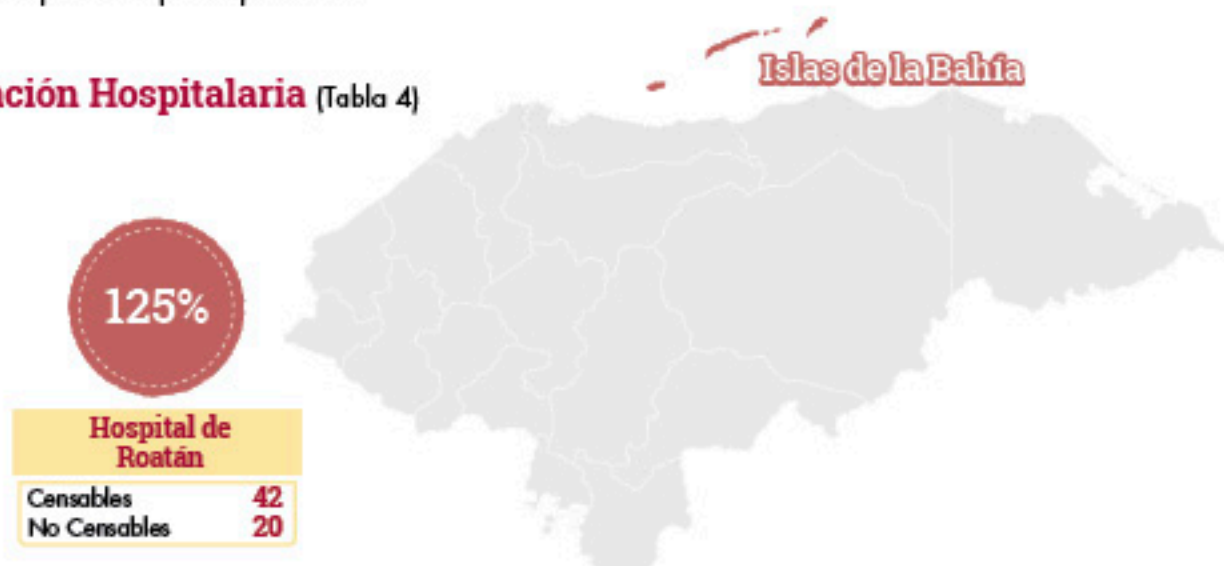 ación Hospitalaria (Tabla 4)
Islas de la Bahía
125%
Hospital de
Roatán
Censables 42
No Censables 20